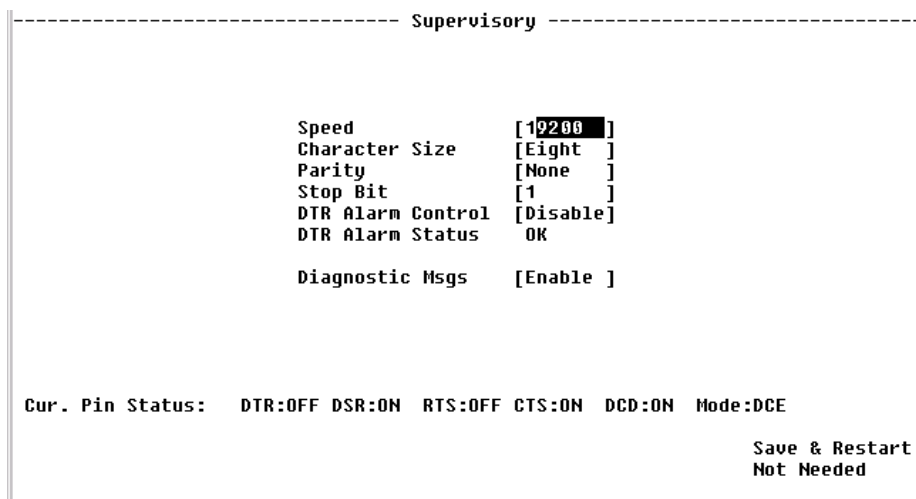 Supervisory
Speed [19200 ]
Character Size [Eight ]
Parity [None ]
Stop Bit [1 ]
DTR Alarm Control [Disable]
DTR Alarm Status OK
Diagnostic Msgs [Enable ]
Cur. Pin Status: DTR:OFF DSR:ON RTS:OFF CTS:ON DCD:ON Mode:DCE
Save & Restart
Not Needed